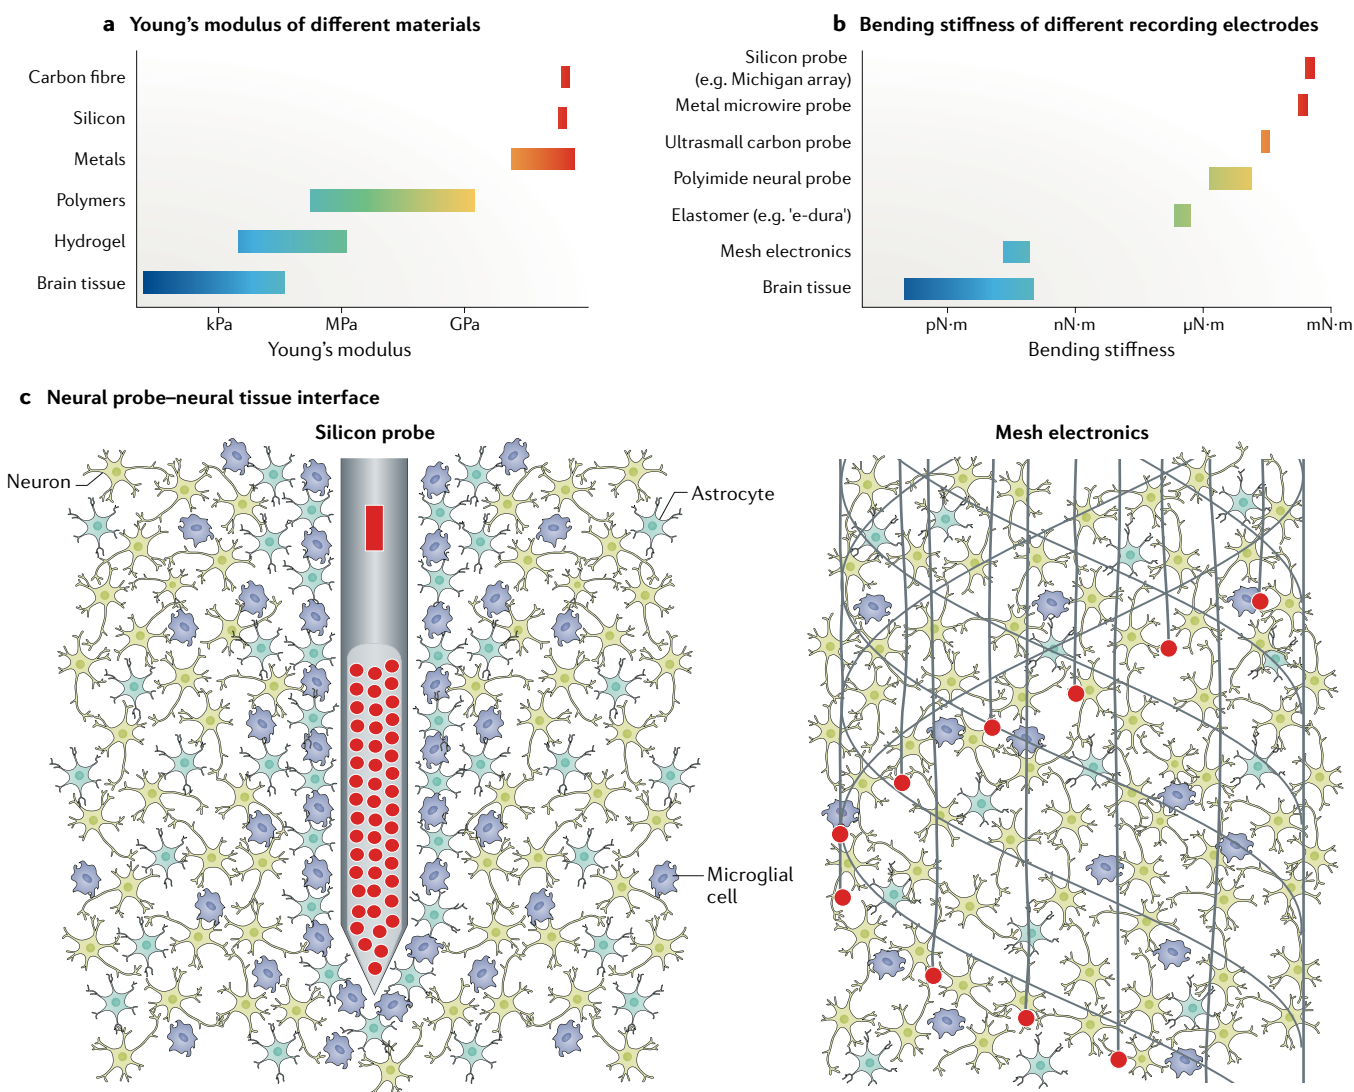 a Young's modulus of different materials
Carbon fibre
Silicon
Metals
Polymers
Hydrogel
Brain tissue
kPa MPa GPa
Young's modulus
b Bending stiffness of different recording electrodes
Silicon probe
(e.g. Michigan array)
Metal microwire probe
Ultrasmall carbon probe
Polyimide neural probe
Elastomer (e.g. 'e-dura')
Mesh electronics
Brain tissue
pN·m nN·m µN·m mN·m
Bending stiffness
c Neural probe–neural tissue interface
Silicon probe
Neuron
Astrocyte
Microglial
cell
Mesh electronics